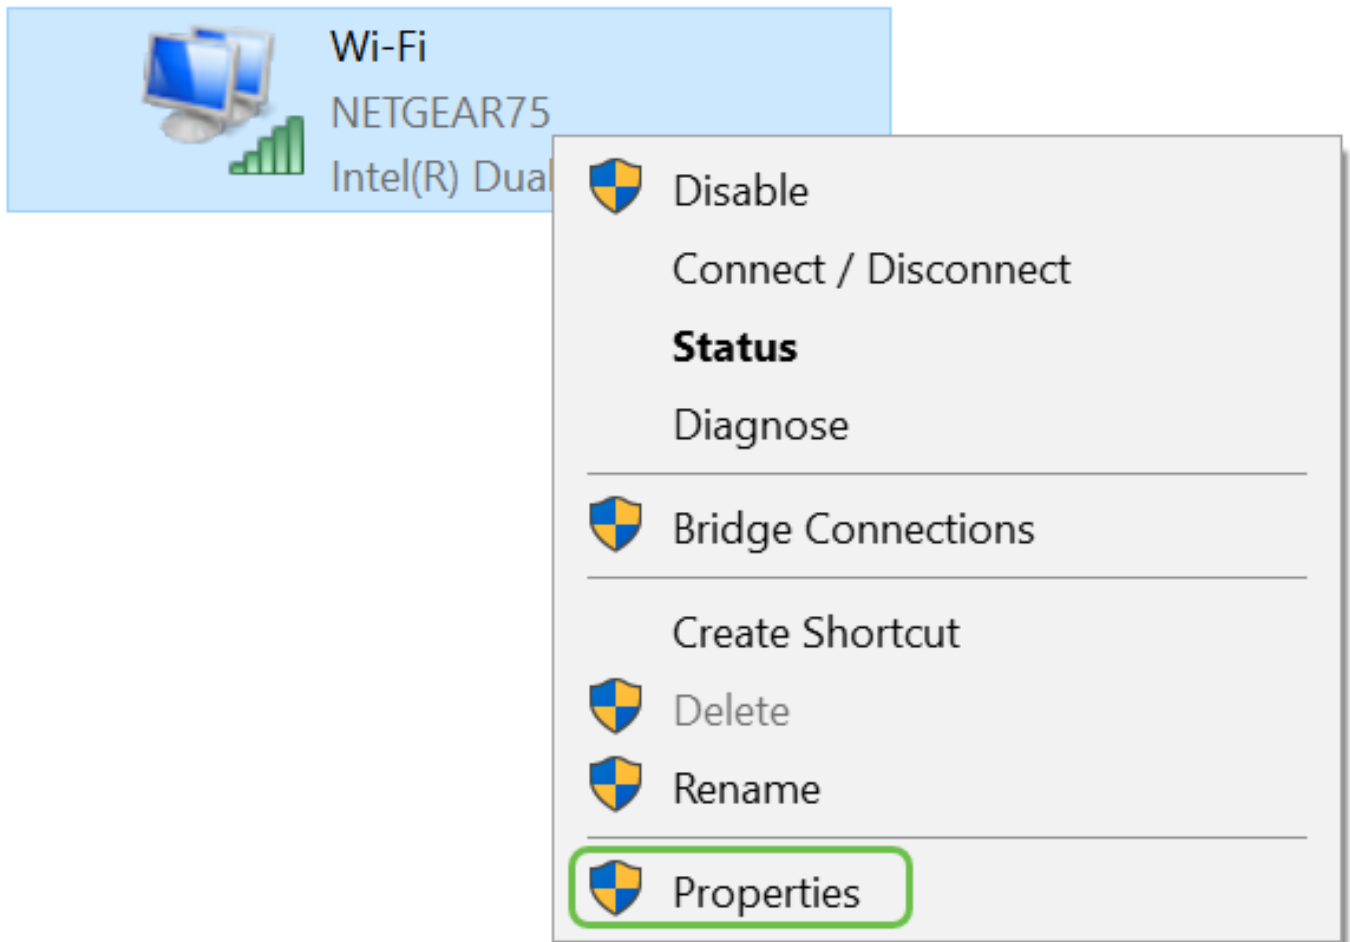 Wi-Fi
NETGEAR75
Intel(R) Dual
Disable
Connect / Disconnect
Status
Diagnose
Bridge Connections
Create Shortcut
Delete
Rename
Properties